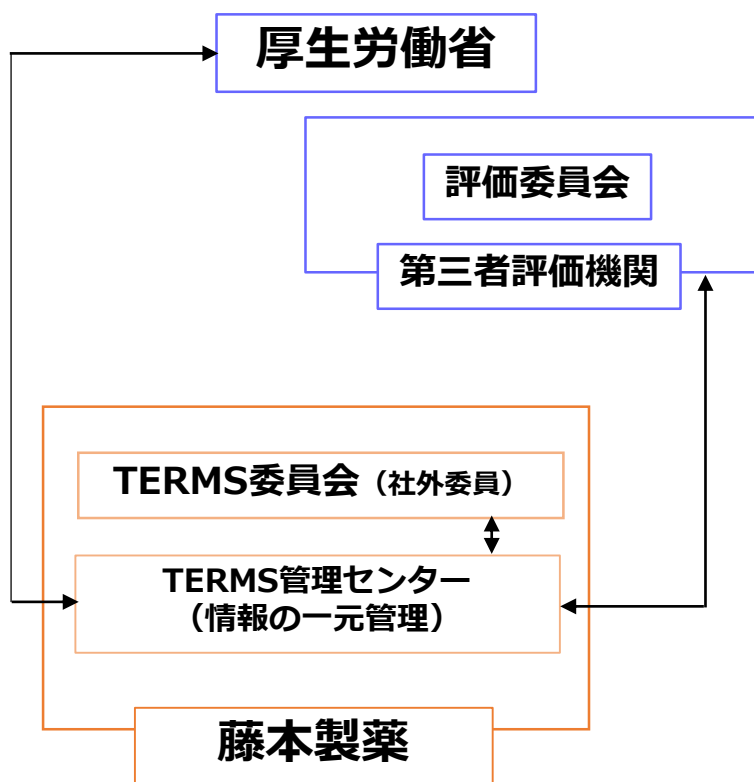 厚生労働省
評価委員会
第三者評価機関
TERMS委員会（社外委員）
TERMS管理センター
（情報の一元管理）
藤本製薬